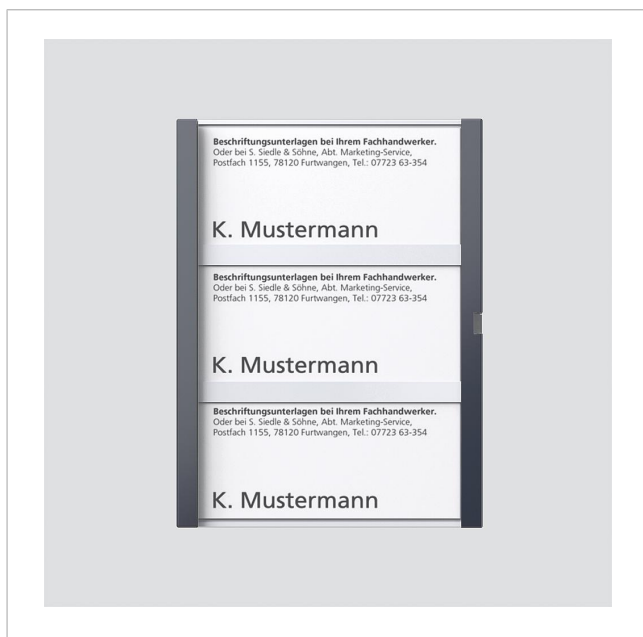 Beschriftungsunterlagen bei Ihrem Fachhandwerker.
Oder bei S. Siedle & Söhne, Abt. Marketing-Service,
Postfach 1155, 78120 Furtwangen, Tel.: 07723 63-354
K. Mustermann
Beschriftungsunterlagen bei Ihrem Fachhandwerker.
Oder bei S. Siedle & Söhne, Abt. Marketing-Service,
Postfach 1155, 78120 Furtwangen, Tel.: 07723 63-354
K. Mustermann
Beschriftungsunterlagen bei Ihrem Fachhandwerker.
Oder bei S. Siedle & Söhne, Abt. Marketing-Service,
Postfach 1155, 78120 Furtwangen, Tel.: 07723 63-354
K. Mustermann